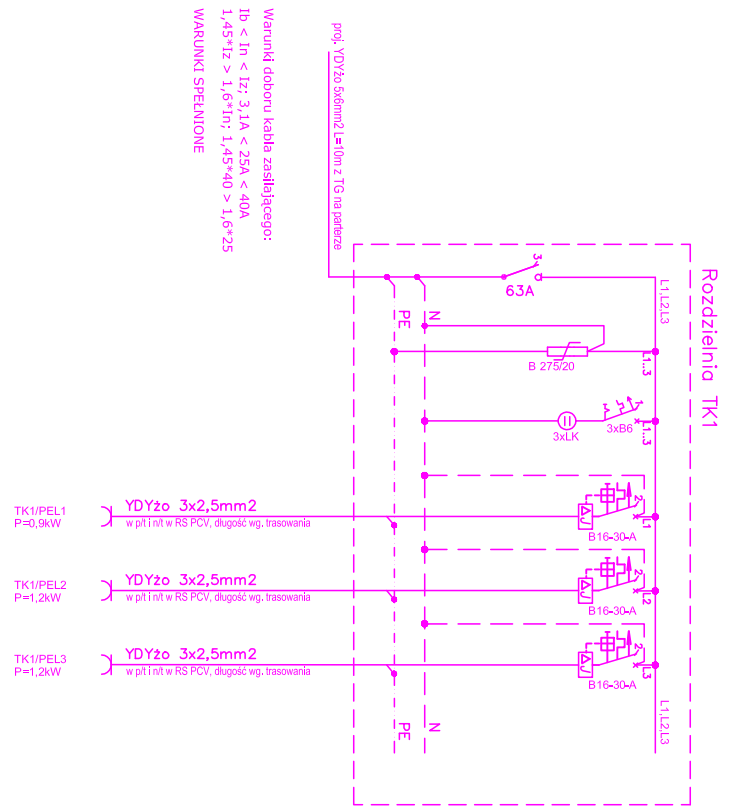 Warunki doboru kabla zasilającego:
Ib < In < Iz; 3,1A < 25A < 40A
1,45*Iz > 1,6*In; 1,45*40 > 1,6*25
WARUNKI SPEŁNIONE
proj. YDYżo 5x6mm2 L=10m z TG na parterze
Rozdzielnia TK1
L1,L2,L3
3
63A
N
PE
L1..3
B 275/20
L1..3
1
3xB6
3xLK
2
L1
B16-30-A
TK1/PEL1
P=0,9kW
YDYżo 3x2,5mm2
w p/t i n/t w RS PCV, długość wg. trasowania
2
L2
B16-30-A
TK1/PEL2
P=1,2kW
YDYżo 3x2,5mm2
w p/t i n/t w RS PCV, długość wg. trasowania
2
L3
B16-30-A
TK1/PEL3
P=1,2kW
YDYżo 3x2,5mm2
w p/t i n/t w RS PCV, długość wg. trasowania
L1,L2,L3
N
PE